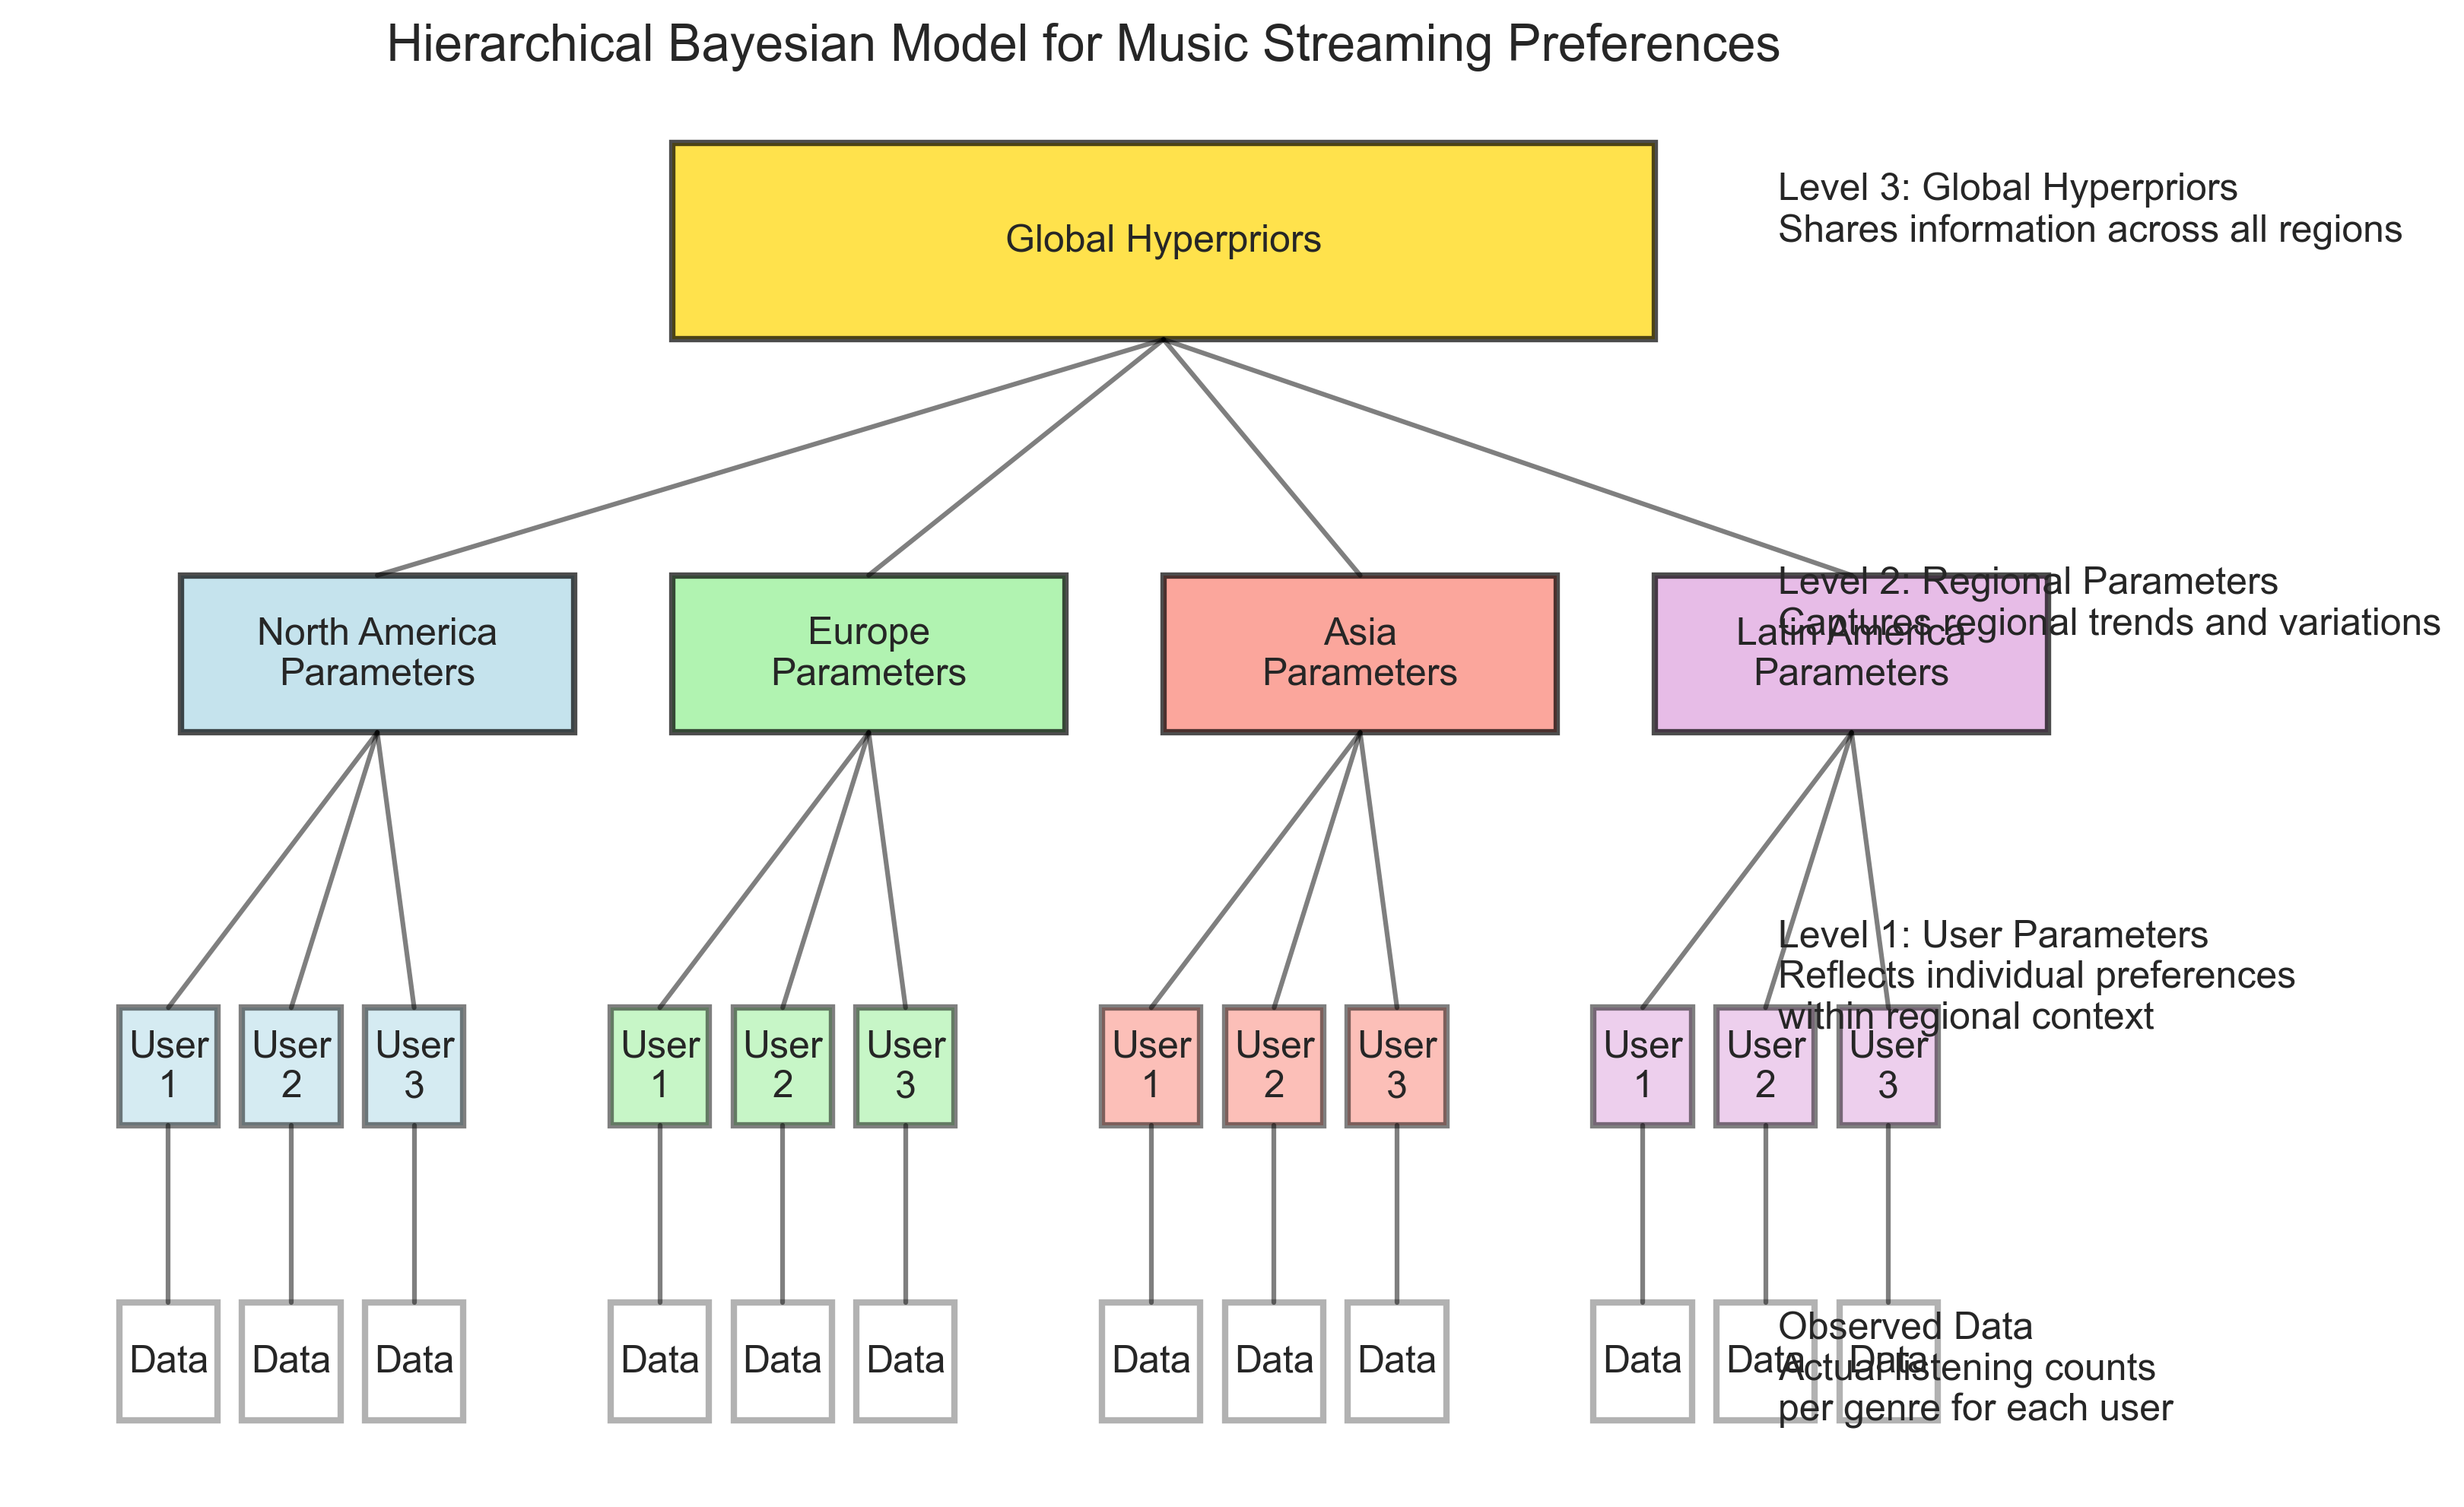 Hierarchical Bayesian Model for Music Streaming Preferences
Global Hyperpriors
Level 3: Global Hyperpriors
Shares information across all regions
North America
Parameters
Europe
Parameters
Asia
Parameters
Latin America
Parameters
Level 2: Regional Parameters
Captures regional trends and variations
Level 1: User Parameters
Reflects individual preferences
within regional context
User
1
User
2
User
3
User
1
User
2
User
3
User
1
User
2
User
3
User
1
User
2
User
3
Data
Data
Data
Data
Data
Data
Data
Data
Data
Data
Data
Data
Observed Data
Actual listening counts
per genre for each user